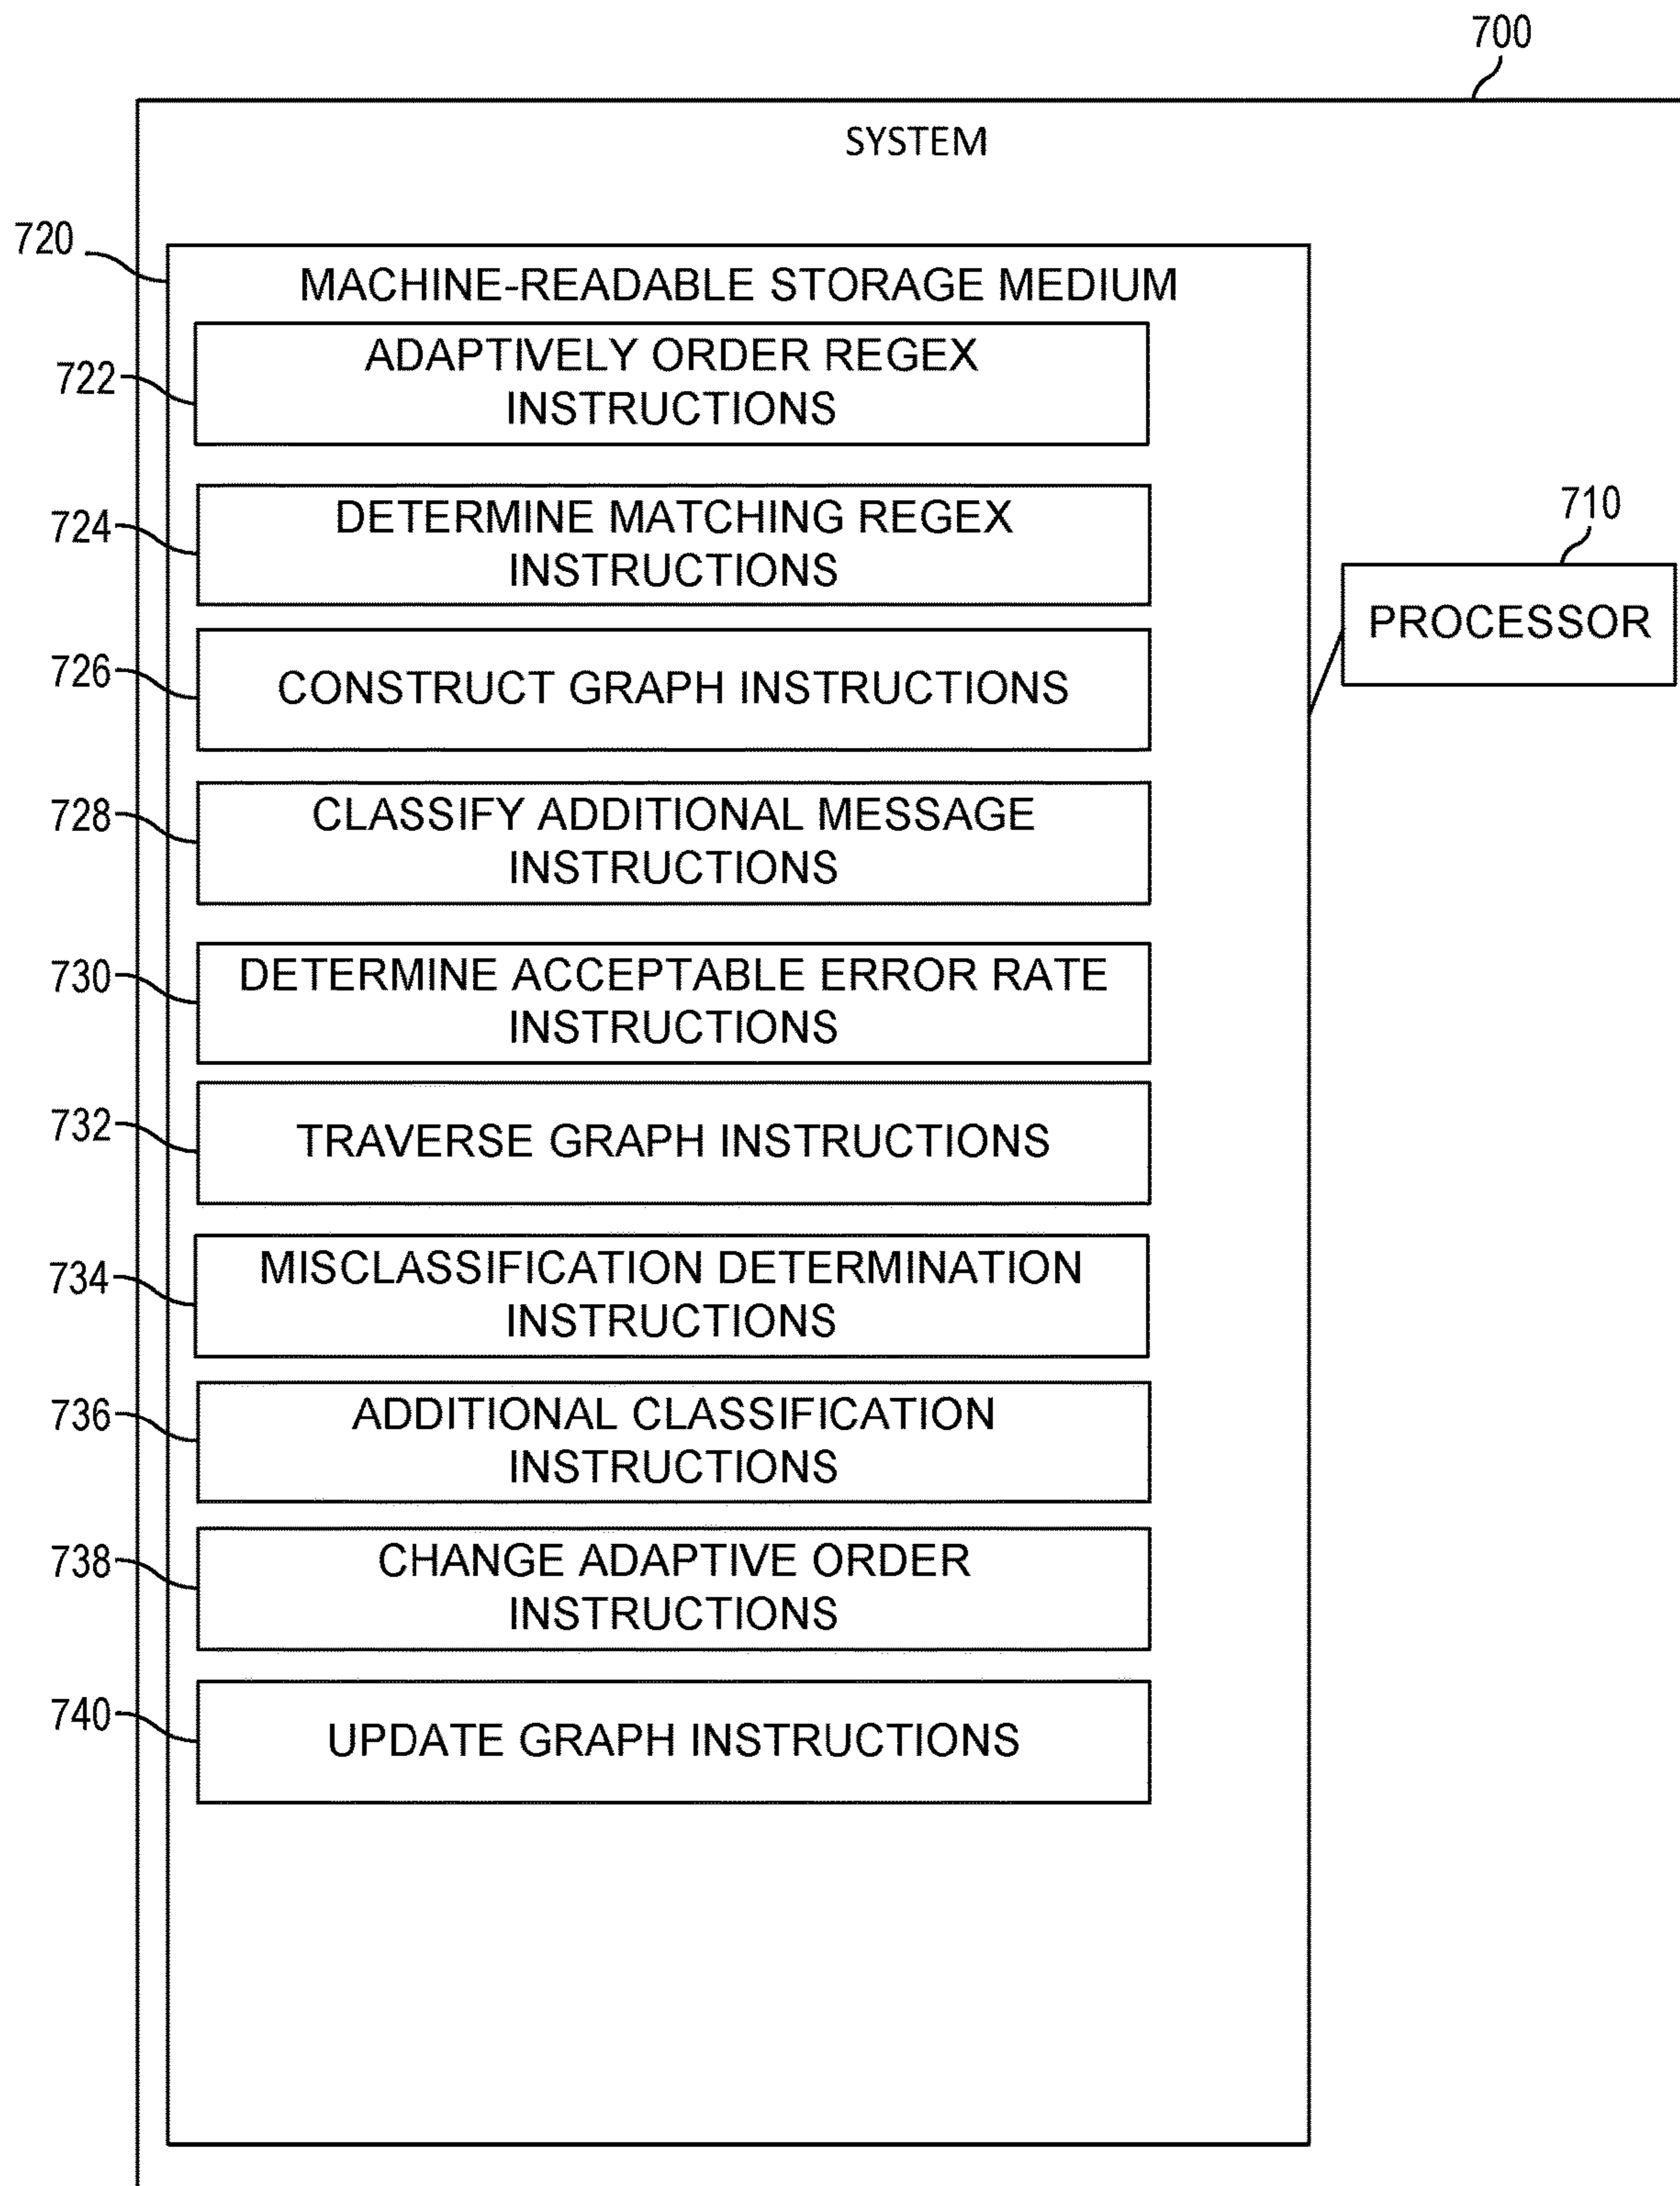 700
SYSTEM
720
MACHINE-READABLE STORAGE MEDIUM
722
ADAPTIVELY ORDER REGEX
INSTRUCTIONS
724
DETERMINE MATCHING REGEX
INSTRUCTIONS
710
PROCESSOR
726
CONSTRUCT GRAPH INSTRUCTIONS
728
CLASSIFY ADDITIONAL MESSAGE
INSTRUCTIONS
730
DETERMINE ACCEPTABLE ERROR RATE
INSTRUCTIONS
732
TRAVERSE GRAPH INSTRUCTIONS
734
MISCLASSIFICATION DETERMINATION
INSTRUCTIONS
736
ADDITIONAL CLASSIFICATION
INSTRUCTIONS
738
CHANGE ADAPTIVE ORDER
INSTRUCTIONS
740
UPDATE GRAPH INSTRUCTIONS